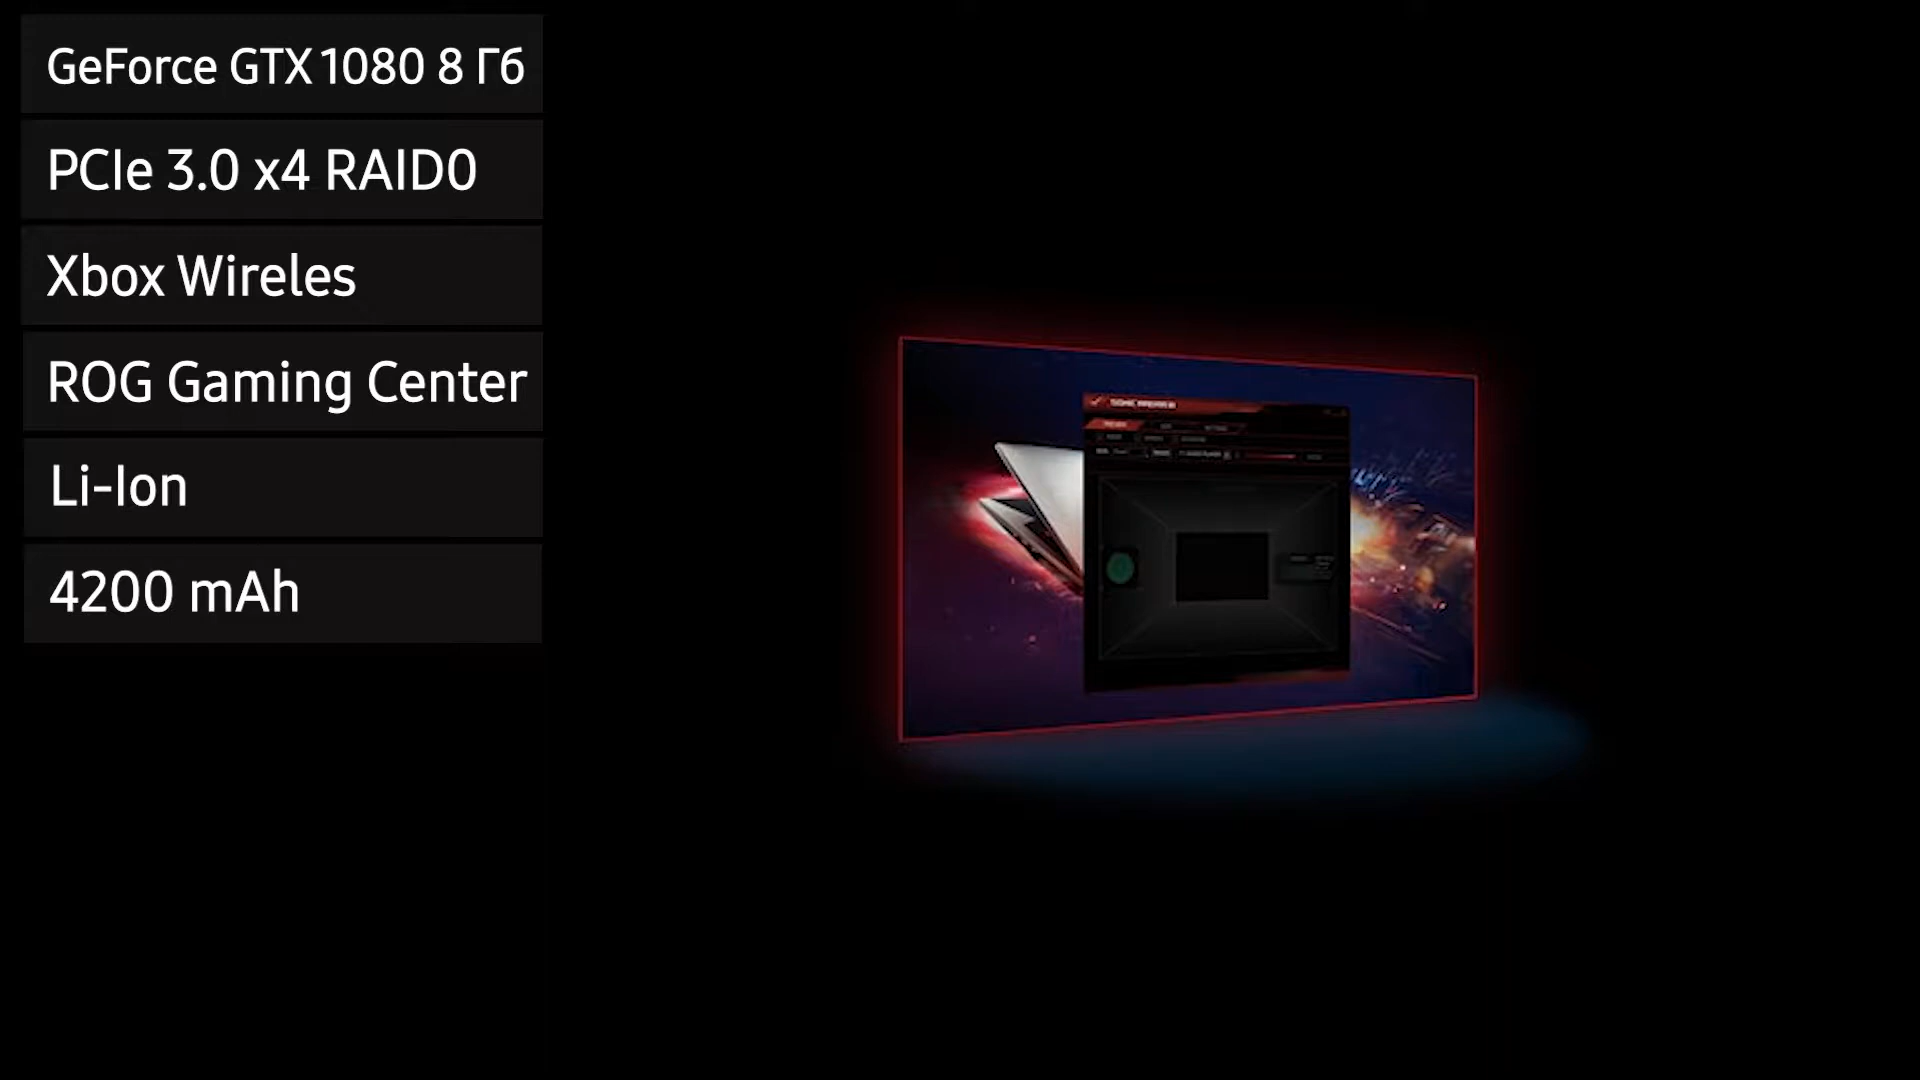 GeForce GTX 1080 8 Гб
PCIe 3.0 x4 RAID0
Xbox Wireles
ROG Gaming Center
Li-Ion
4200 mAh